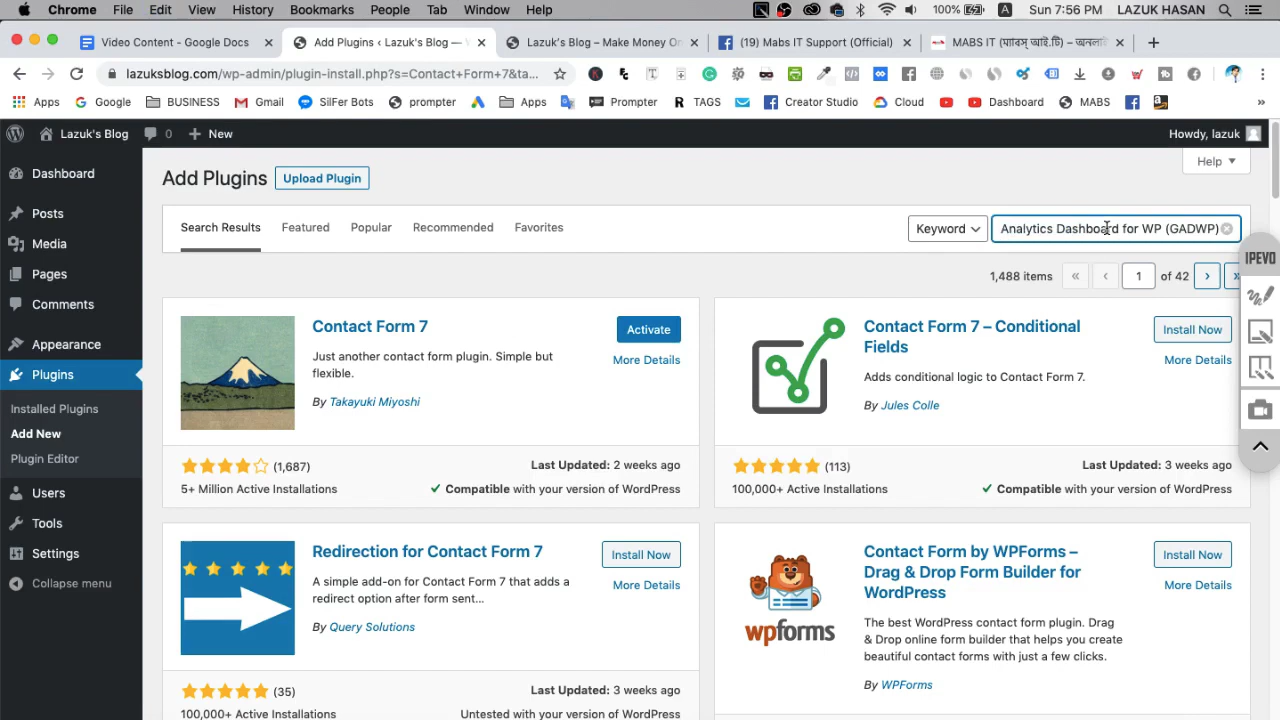 Chrome File Edit View History Bookmarks People Tab Window Help 100% A Sun 7:56 PM LAZUK HASAN
Video Content - Google Docs Add Plugins ‹ Lazuk's Blog — Lazuk's Blog – Make Money On (19) Mabs IT Support (Official) MABS IT (ম্যাবস্ আই.টি) – অনলাই
lazuksblog.com/wp-admin/plugin-install.php?s=Contact+Form+7&ta...
Apps Google BUSINESS Gmail SilFer Bots prompter Apps Prompter R TAGS Creator Studio Cloud Dashboard MABS »
Lazuk's Blog 0 New Howdy, lazuk
Dashboard
Posts
Media
Pages
Comments
Appearance
Plugins
Installed Plugins
Add New
Plugin Editor
Users
Tools
Settings
Collapse menu
Add Plugins Upload Plugin Help
Search Results Featured Popular Recommended Favorites Keyword Analytics Dashboard for WP (GADWP)
1,488 items « ‹ 1 of 42 › »
Contact Form 7 Activate
Just another contact form plugin. Simple but
flexible.
More Details
By Takayuki Miyoshi
(1,687) Last Updated: 2 weeks ago
5+ Million Active Installations Compatible with your version of WordPress
Contact Form 7 – Conditional
Fields
Install Now
More Details
Adds conditional logic to Contact Form 7.
By Jules Colle
(113) Last Updated: 3 weeks ago
100,000+ Active Installations Compatible with your version of WordPress
Redirection for Contact Form 7 Install Now
A simple add-on for Contact Form 7 that adds a
redirect option after form sent...
More Details
By Query Solutions
(35) Last Updated: 3 weeks ago
100,000+ Active Installations Untested with your version of WordPress
wpforms
Contact Form by WPForms –
Drag & Drop Form Builder for
WordPress
Install Now
More Details
The best WordPress contact form plugin. Drag
& Drop online form builder that helps you create
beautiful contact forms with just a few clicks.
By WPForms
IPEVO